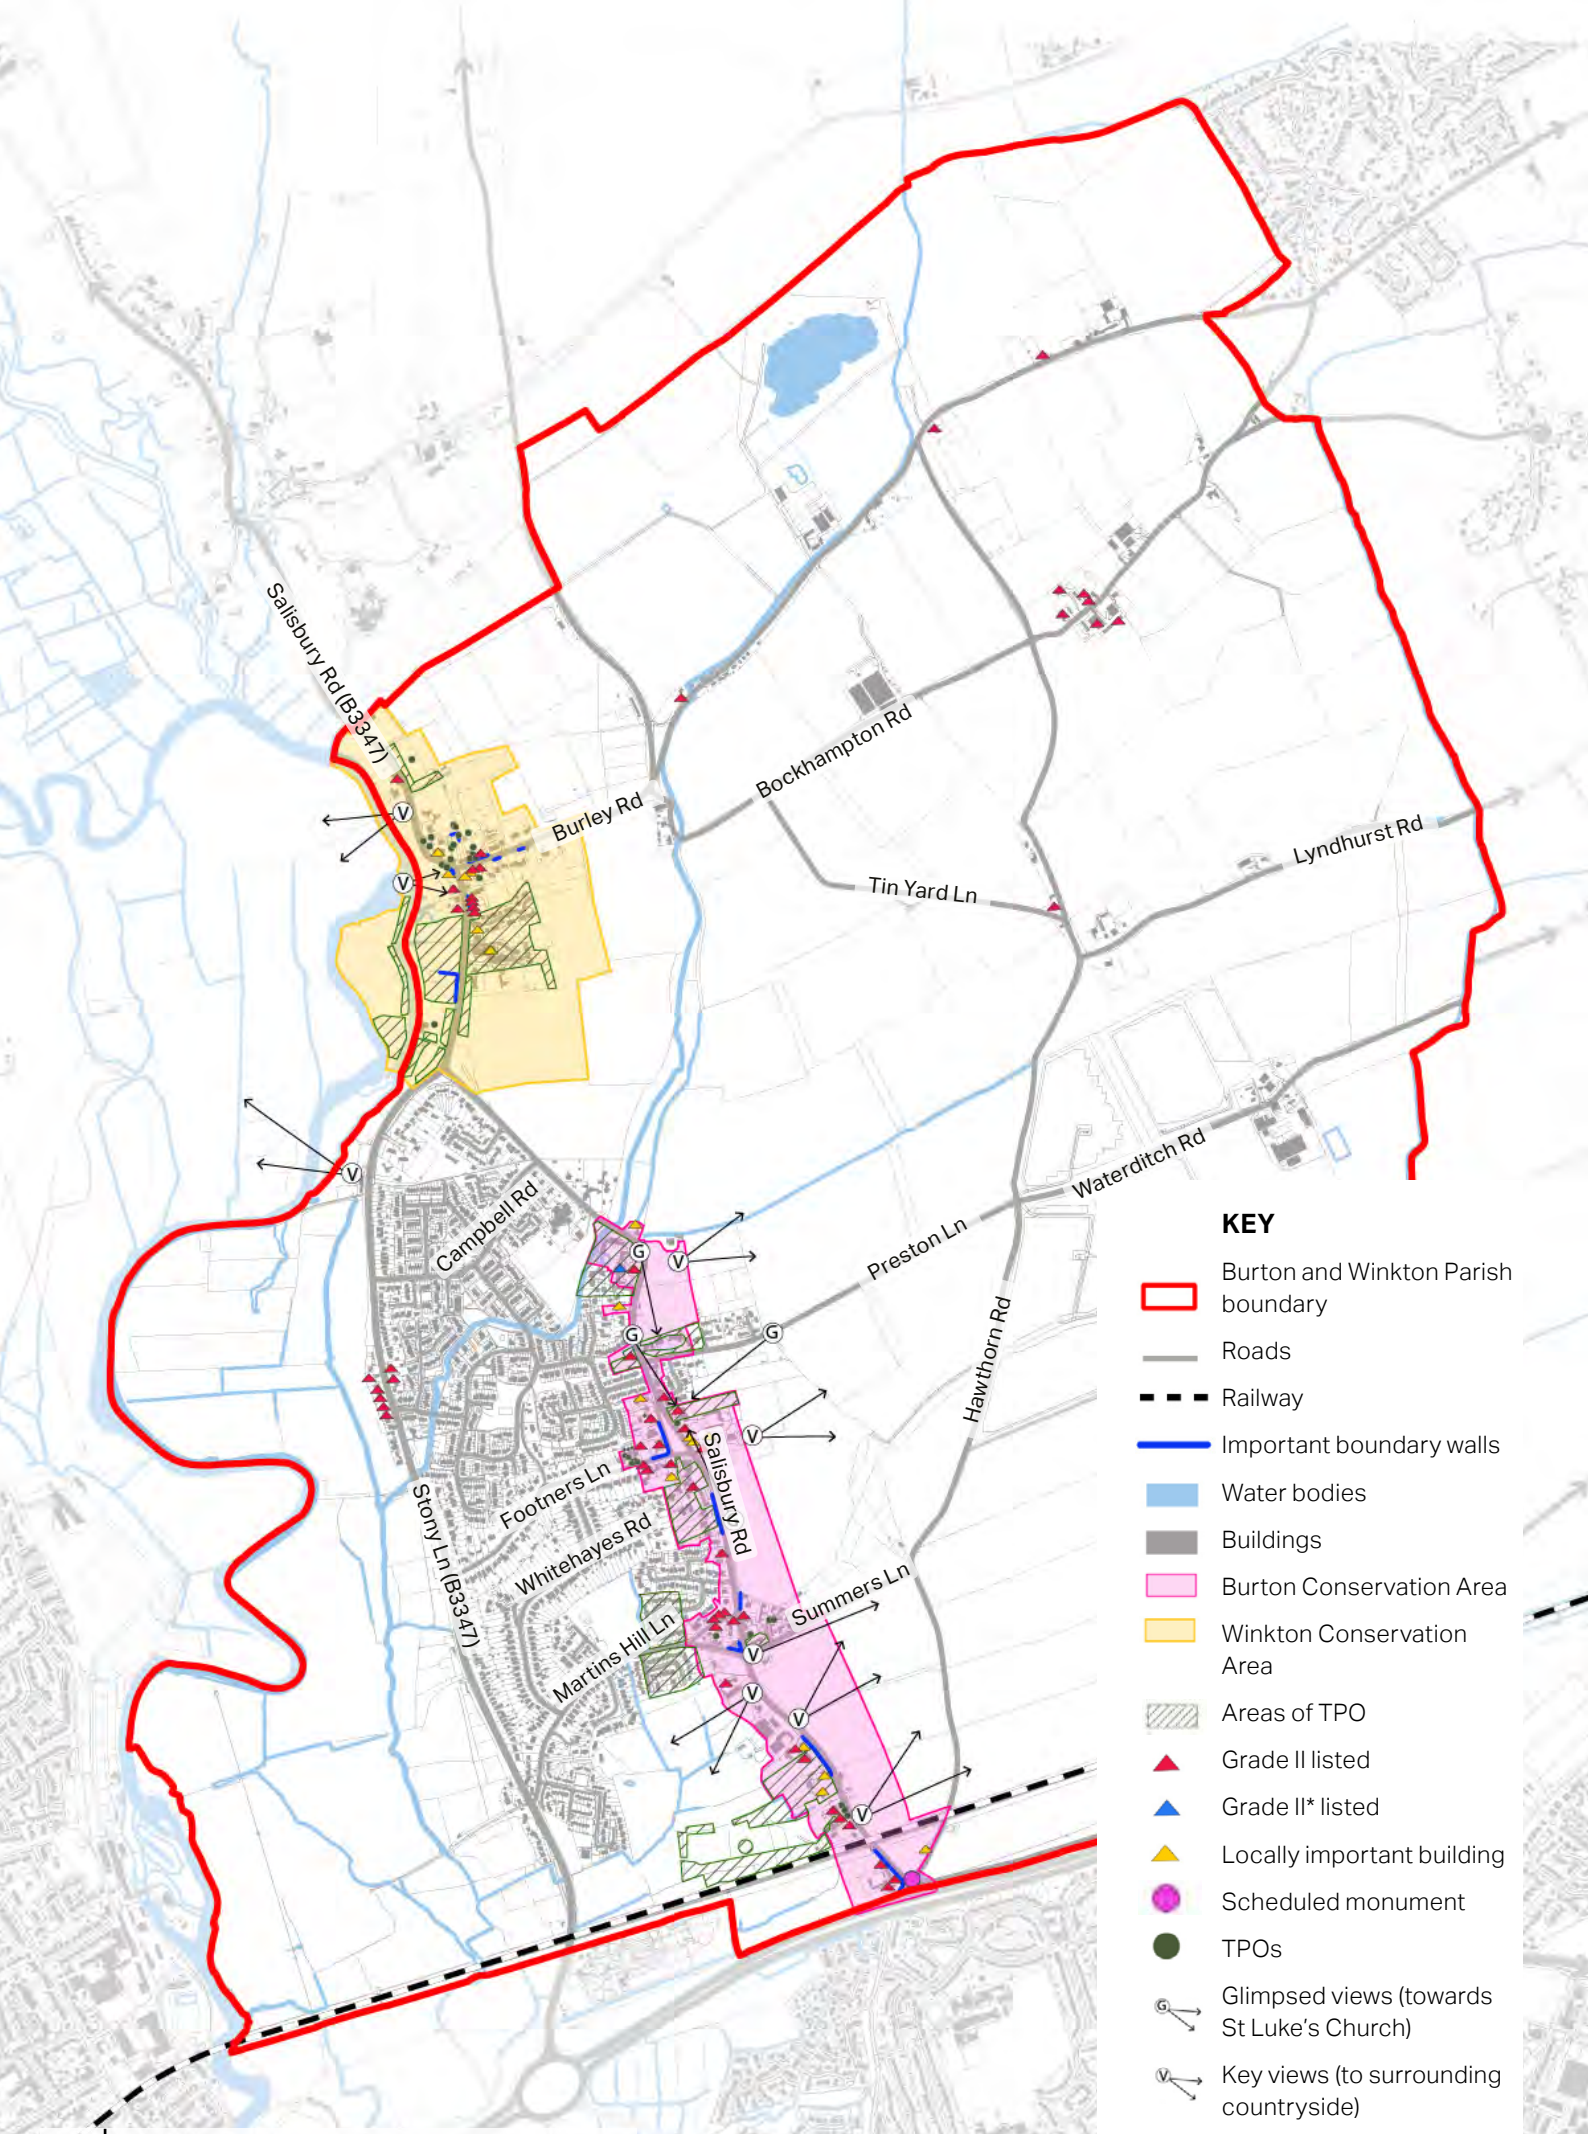 Salisbury Rd (B3347)
Burley Rd
Bockhampton Rd
Tin Yard Ln
Lyndhurst Rd
V
V
V
Campbell Rd
Waterditch Rd
Preston Ln
Hawthorn Rd
G
V
G
G
V
Salisbury Rd
Footners Ln
Whitehayes Rd
Stony Ln (B3347)
Martins Hill Ln
Summers Ln
V
V
V
V
KEY
Burton and Winkton Parish
boundary
Roads
Railway
Important boundary walls
Water bodies
Buildings
Burton Conservation Area
Winkton Conservation
Area
Areas of TPO
Grade II listed
Grade II* listed
Locally important building
Scheduled monument
TPOs
G
Glimpsed views (towards
St Luke's Church)
V
Key views (to surrounding
countryside)